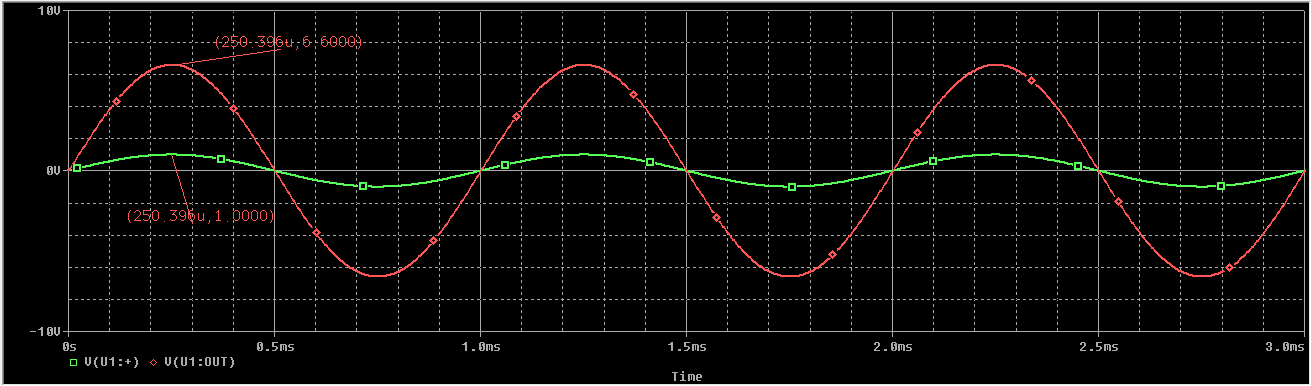 10V
(250.396u,6.6000)
0V
(250.396u,1.0000)
-10V
0s 0.5ms 1.0ms 1.5ms 2.0ms 2.5ms 3.0ms
V(U1:+) V(U1:OUT)
Time